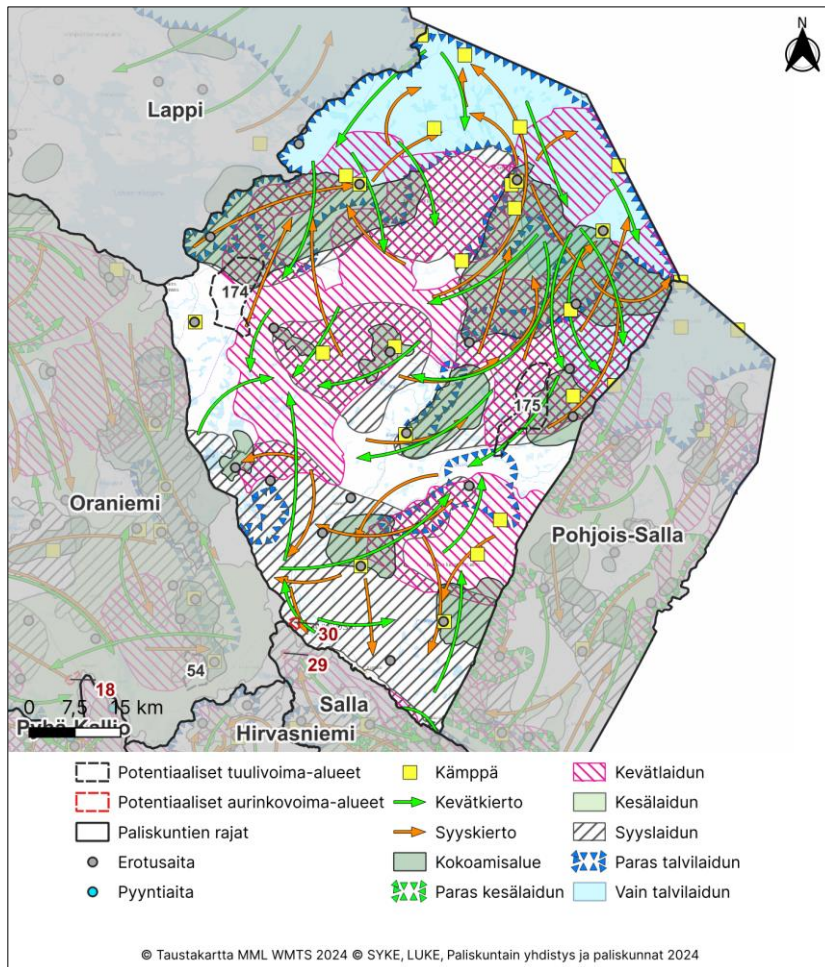 N
Lappi
174
175
Oraniemi
Pohjois-Salla
30
54
29
18
0 7,5 15 km
Salla
Pyhä-Kallio
Hirvasniemi
Potentiaaliset tuulivoima-alueet
Kämppä
Kevätlaidun
Potentiaaliset aurinkovoima-alueet
Kevätkierto
Kesälaidun
Paliskuntien rajat
Syyskierto
Syyslaidun
Erotusaita
Kokoamisalue
Paras talvilaidun
Pyyntiaita
Paras kesälaidun
Vain talvilaidun
© Taustakartta MML WMTS 2024 © SYKE, LUKE, Paliskuntain yhdistys ja paliskunnat 2024